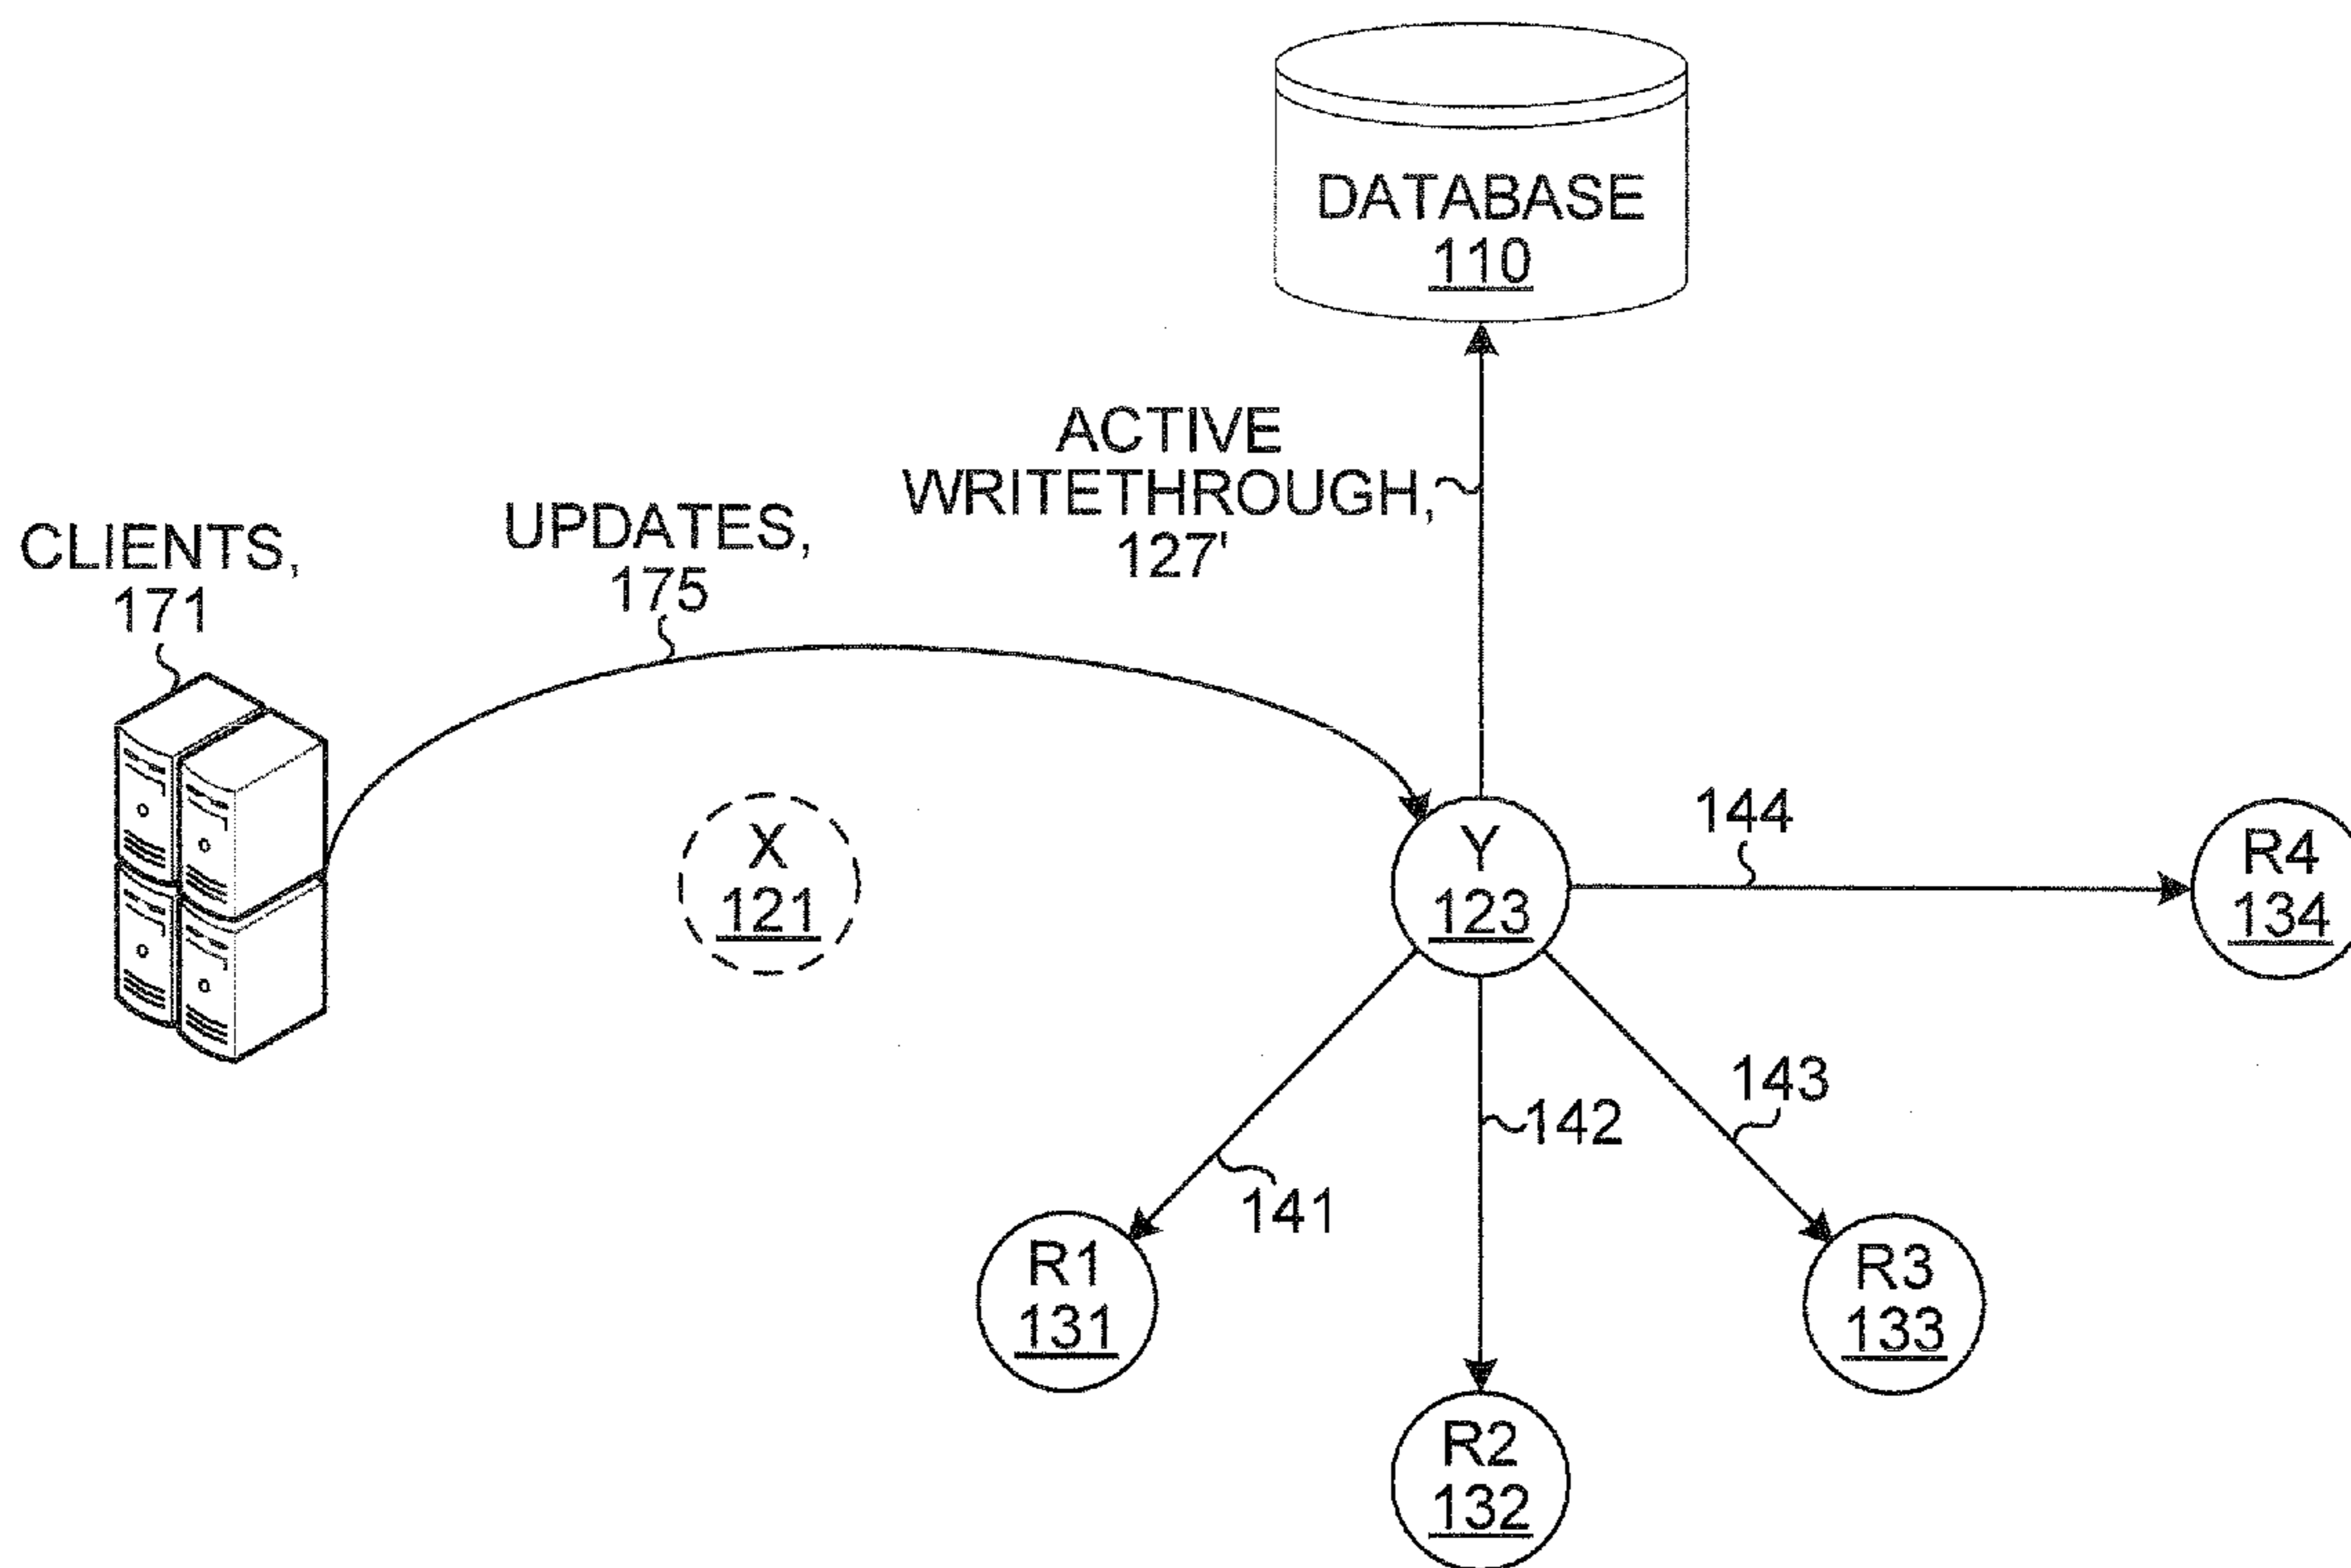 DATABASE
110
ACTIVE
WRITETHROUGH,
127'
UPDATES,
175
CLIENTS,
171
X
121
Y
123
144
R4
134
143
142
141
R1
131
R3
133
R2
132